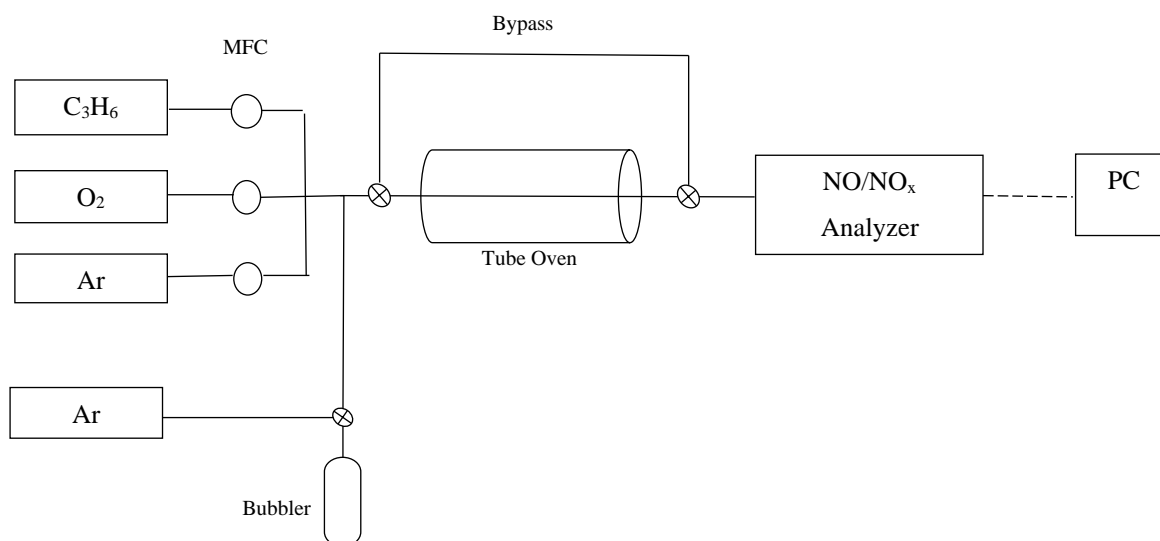 Bypass
MFC
C₃H₆
O₂
Ar
Tube Oven
NO/NOₓ
Analyzer
PC
Ar
Bubbler